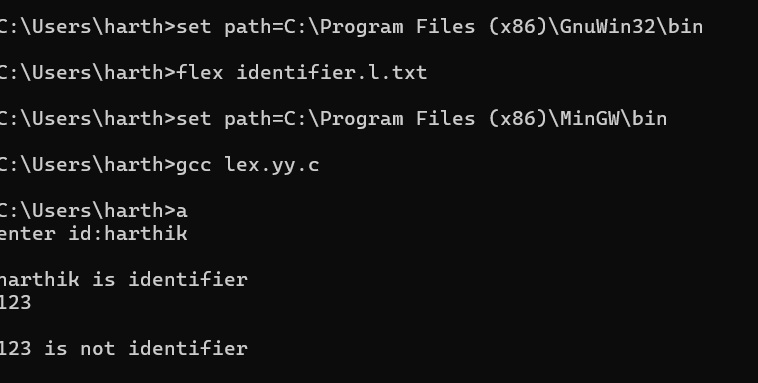 C:\Users\harth>set path=C:\Program Files (x86)\GnuWin32\bin
C:\Users\harth>flex identifier.l.txt
C:\Users\harth>set path=C:\Program Files (x86)\MinGW\bin
C:\Users\harth>gcc lex.yy.c
C:\Users\harth>a
enter id:harthik
harthik is identifier
123
123 is not identifier